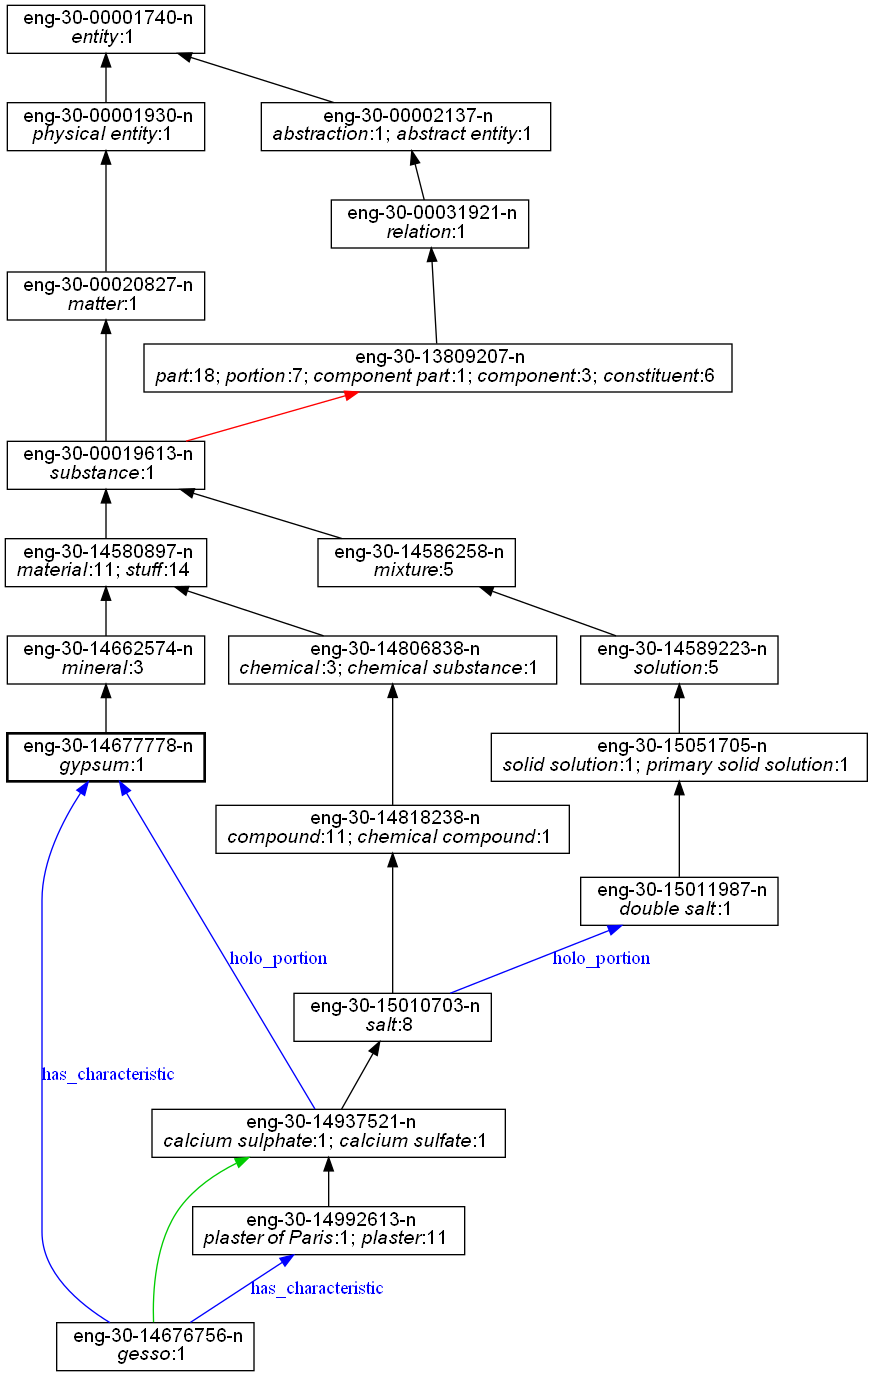 eng-30-00001740-n
entity:1
eng-30-00001930-n
physical entity:1
eng-30-00002137-n
abstraction:1; abstract entity:1
eng-30-00031921-n
relation:1
eng-30-00020827-n
matter:1
eng-30-13809207-n
part:18; portion:7; component part:1; component:3; constituent:6
eng-30-00019613-n
substance:1
eng-30-14580897-n
material:11; stuff:14
eng-30-14586258-n
mixture:5
eng-30-14662574-n
mineral:3
eng-30-14806838-n
chemical:3; chemical substance:1
eng-30-14589223-n
solution:5
eng-30-14677778-n
gypsum:1
eng-30-15051705-n
solid solution:1; primary solid solution:1
eng-30-14818238-n
compound:11; chemical compound:1
eng-30-15011987-n
double salt:1
holo_portion
holo_portion
eng-30-15010703-n
salt:8
has_characteristic
eng-30-14937521-n
calcium sulphate:1; calcium sulfate:1
eng-30-14992613-n
plaster of Paris:1; plaster:11
has_characteristic
eng-30-14676756-n
gesso:1